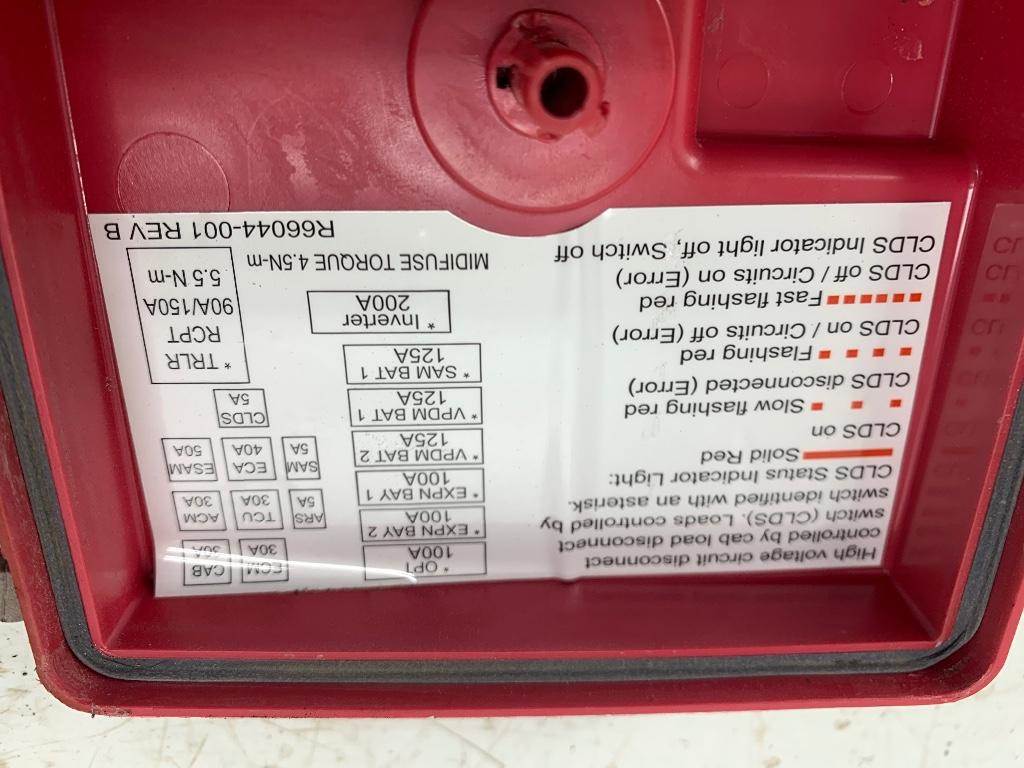 High voltage circuit disconnect
controlled by cab load disconnect
switch (CLDS). Loads controlled by
switch identified with an asterisk.
CLDS Status Indicator Light:
Solid Red
CLDS on
Slow flashing red
CLDS disconnected (Error)
Flashing red
CLDS on / Circuits off (Error)
Fast flashing red
CLDS off / Circuits on (Error)
CLDS Indicator light off, Switch off
* OPT
100A
* EXPN BAY 2
100A
* EXPN BAY 1
100A
* VPDM BAT 2
125A
* VPDM BAT 1
125A
* SAM BAT 1
125A
* Inverter
200A
MIDIFUSE TORQUE 4.5N-m
ECM
30A
CAB
30A
ARS
5A
TCU
30A
ACM
30A
SAM
5A
ECA
40A
ESAM
50A
CLDS
5A
* TRLR
RCPT
90A/150A
5.5 N-m
R66044-001 REV B